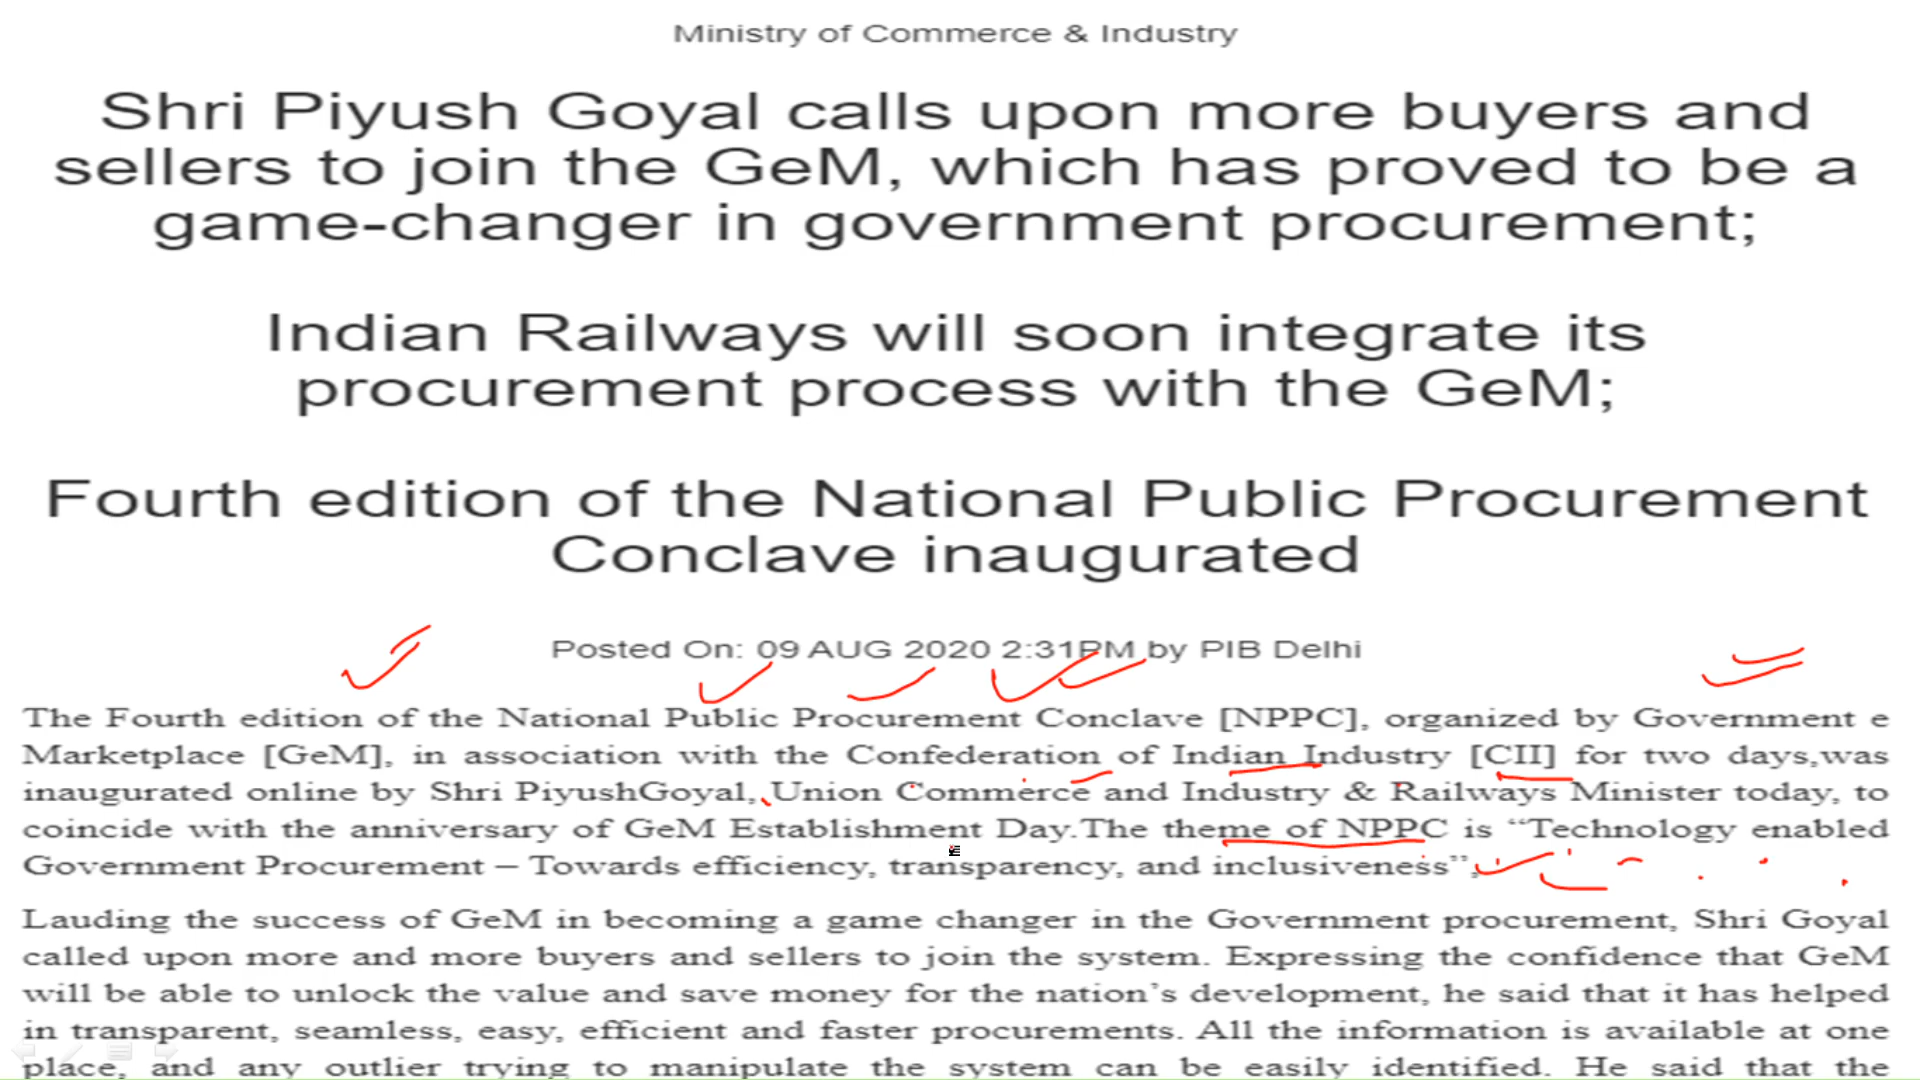 Ministry of Commerce & Industry
Shri Piyush Goyal calls upon more buyers and
sellers to join the GeM, which has proved to be a
game-changer in government procurement;
Indian Railways will soon integrate its
procurement process with the GeM;
Fourth edition of the National Public Procurement
Conclave inaugurated
Posted On: 09 AUG 2020 2:31PM by PIB Delhi
The Fourth edition of the National Public Procurement Conclave [NPPC], organized by Government e
Marketplace [GeM], in association with the Confederation of Indian Industry [CII] for two days,was
inaugurated online by Shri PiyushGoyal, Union Commerce and Industry & Railways Minister today, to
coincide with the anniversary of GeM Establishment Day.The theme of NPPC is “Technology enabled
Government Procurement – Towards efficiency, transparency, and inclusiveness”.
Lauding the success of GeM in becoming a game changer in the Government procurement, Shri Goyal
called upon more and more buyers and sellers to join the system. Expressing the confidence that GeM
will be able to unlock the value and save money for the nation’s development, he said that it has helped
in transparent, seamless, easy, efficient and faster procurements. All the information is available at one
place, and any outlier trying to manipulate the system can be easily identified. He said that the